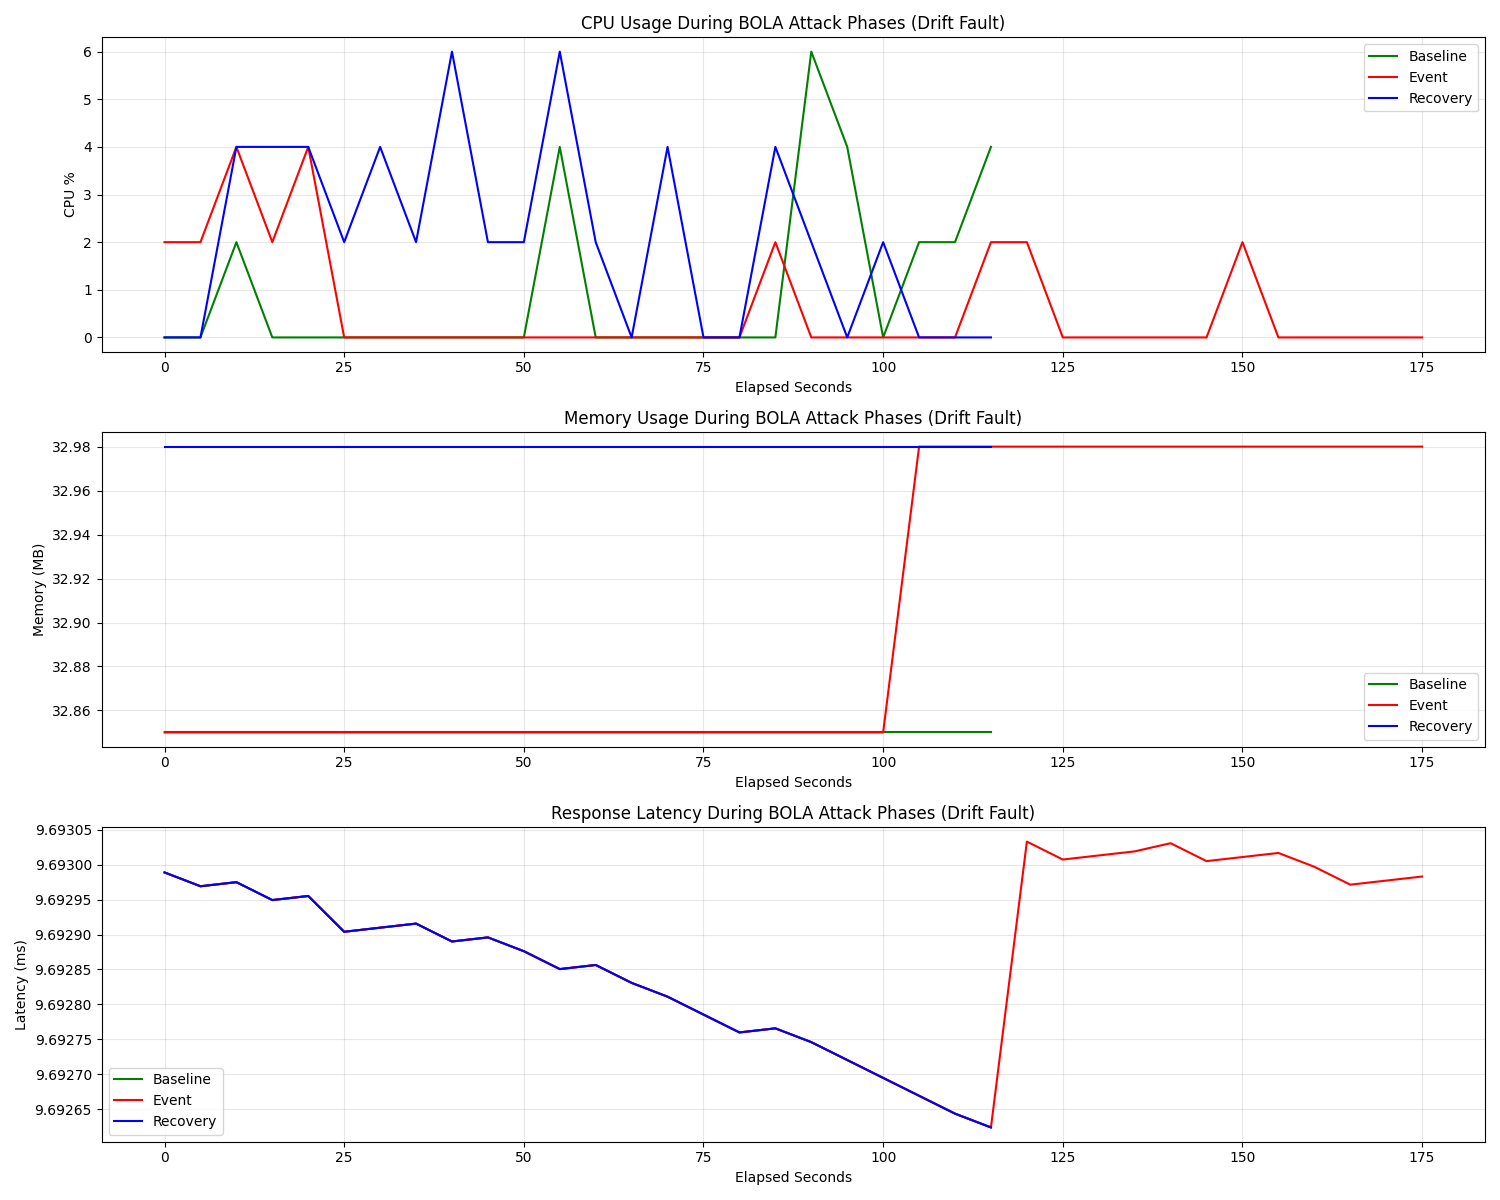 CPU Usage During BOLA Attack Phases (Drift Fault)
6
5
4
3
2
1
0
CPU %
Baseline
Event
Recovery
0 25 50 75 100 125 150 175
Elapsed Seconds
Memory Usage During BOLA Attack Phases (Drift Fault)
32.98
32.96
32.94
32.92
32.90
32.88
32.86
Memory (MB)
Baseline
Event
Recovery
0 25 50 75 100 125 150 175
Elapsed Seconds
Response Latency During BOLA Attack Phases (Drift Fault)
9.69305
9.69300
9.69295
9.69290
9.69285
9.69280
9.69275
9.69270
9.69265
Latency (ms)
Baseline
Event
Recovery
0 25 50 75 100 125 150 175
Elapsed Seconds